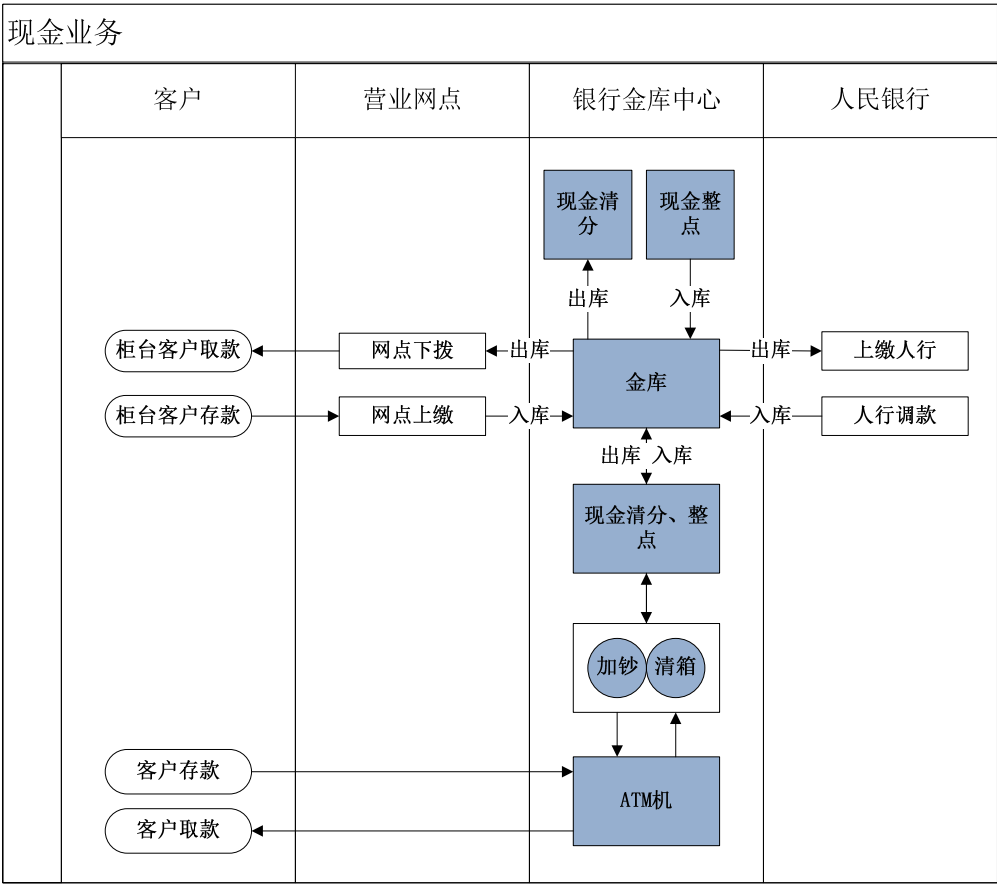 现金业务
客户
营业网点
银行金库中心
人民银行
现金清
分
现金整
点
出库
入库
柜台客户取款
网点下拨
出库
金库
出库
上缴人行
柜台客户存款
网点上缴
入库
入库
人行调款
出库
入库
现金清分、整
点
加钞
清箱
客户存款
ATM机
客户取款